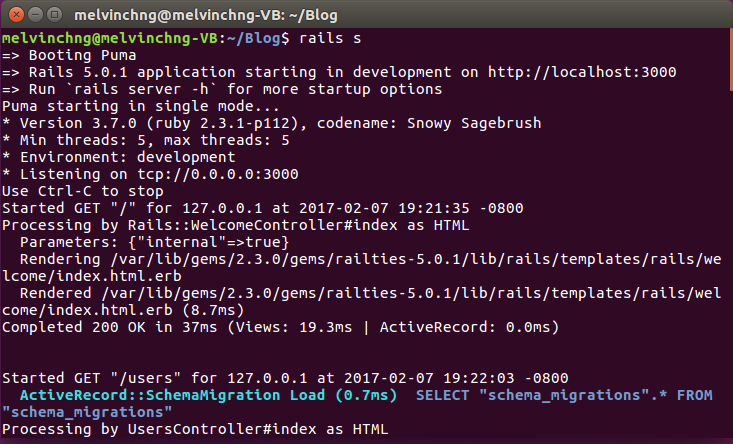 melvinchng@melvinchng-VB: ~/Blog
melvinchng@melvinchng-VB:~/Blog$ rails s
=> Booting Puma
=> Rails 5.0.1 application starting in development on http://localhost:3000
=> Run `rails server -h` for more startup options
Puma starting in single mode...
* Version 3.7.0 (ruby 2.3.1-p112), codename: Snowy Sagebrush
* Min threads: 5, max threads: 5
* Environment: development
* Listening on tcp://0.0.0.0:3000
Use Ctrl-C to stop
Started GET "/" for 127.0.0.1 at 2017-02-07 19:21:35 -0800
Processing by Rails::WelcomeController#index as HTML
  Parameters: {"internal"=>true}
  Rendering /var/lib/gems/2.3.0/gems/railties-5.0.1/lib/rails/templates/rails/we
lcome/index.html.erb
  Rendered /var/lib/gems/2.3.0/gems/railties-5.0.1/lib/rails/templates/rails/wel
come/index.html.erb (8.7ms)
Completed 200 OK in 37ms (Views: 19.3ms | ActiveRecord: 0.0ms)
Started GET "/users" for 127.0.0.1 at 2017-02-07 19:22:03 -0800
  ActiveRecord::SchemaMigration Load (0.7ms)  SELECT "schema_migrations".* FROM
"schema_migrations"
Processing by UsersController#index as HTML